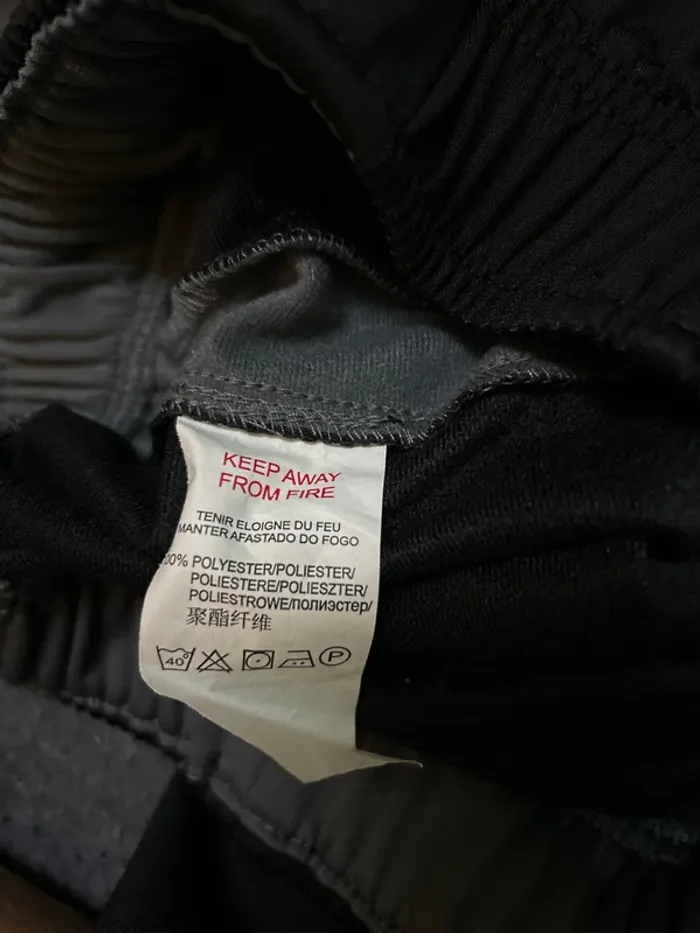 KEEP AWAY
FROM FIRE
TENIR ELOIGNE DU FEU
MANTER AFASTADO DO FOGO
00% POLYESTER/POLIESTER/
POLIESTERE/POLIESZTER/
POLIESTROWE/полиэстер/
聚酯纤维
40° P